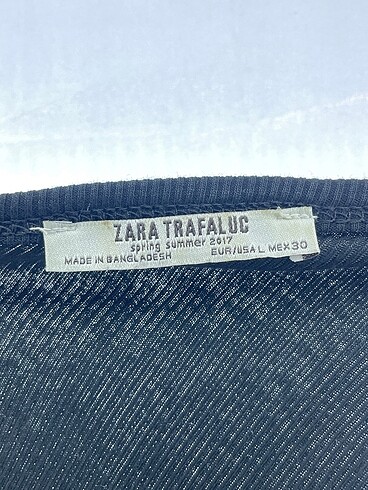 ZARA TRAFALUC
spring summer 2017
MADE IN BANGLADESH EUR/USA L MEX30